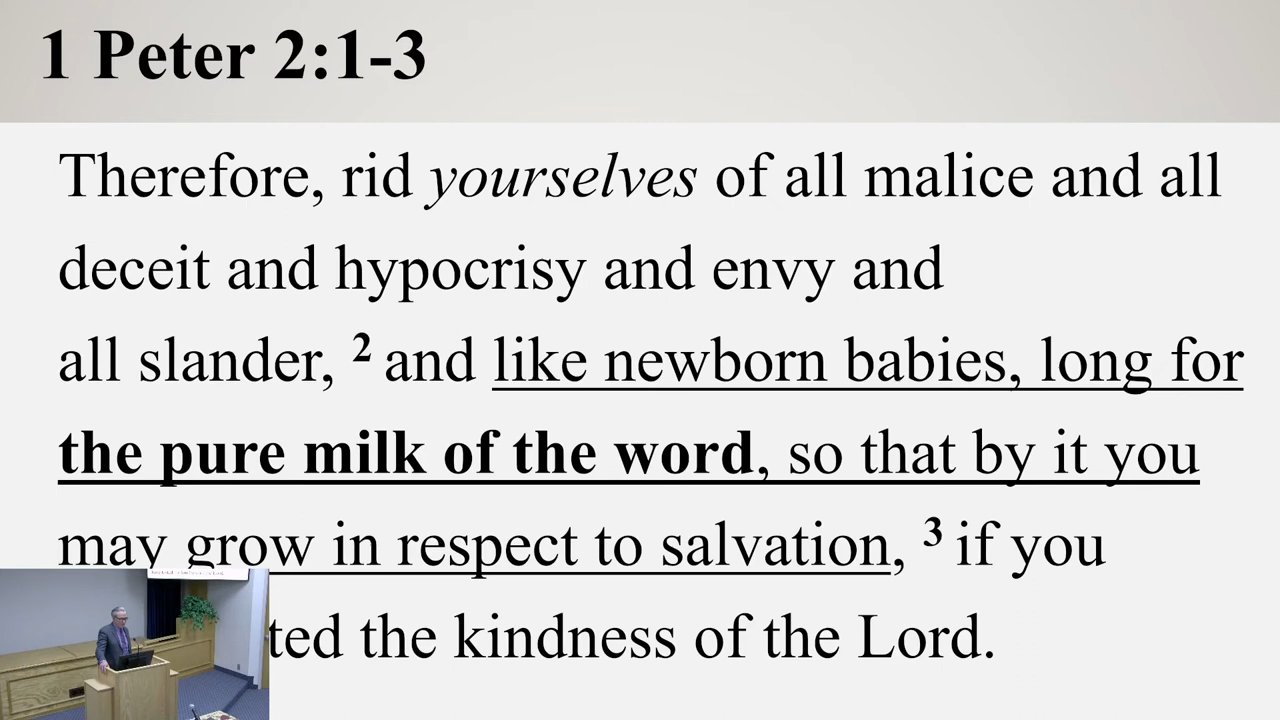 1 Peter 2:1-3
Therefore, rid yourselves of all malice and all
deceit and hypocrisy and envy and
all slander, 2 and like newborn babies, long for
the pure milk of the word, so that by it you
may grow in respect to salvation, 3 if you
ted the kindness of the Lord.